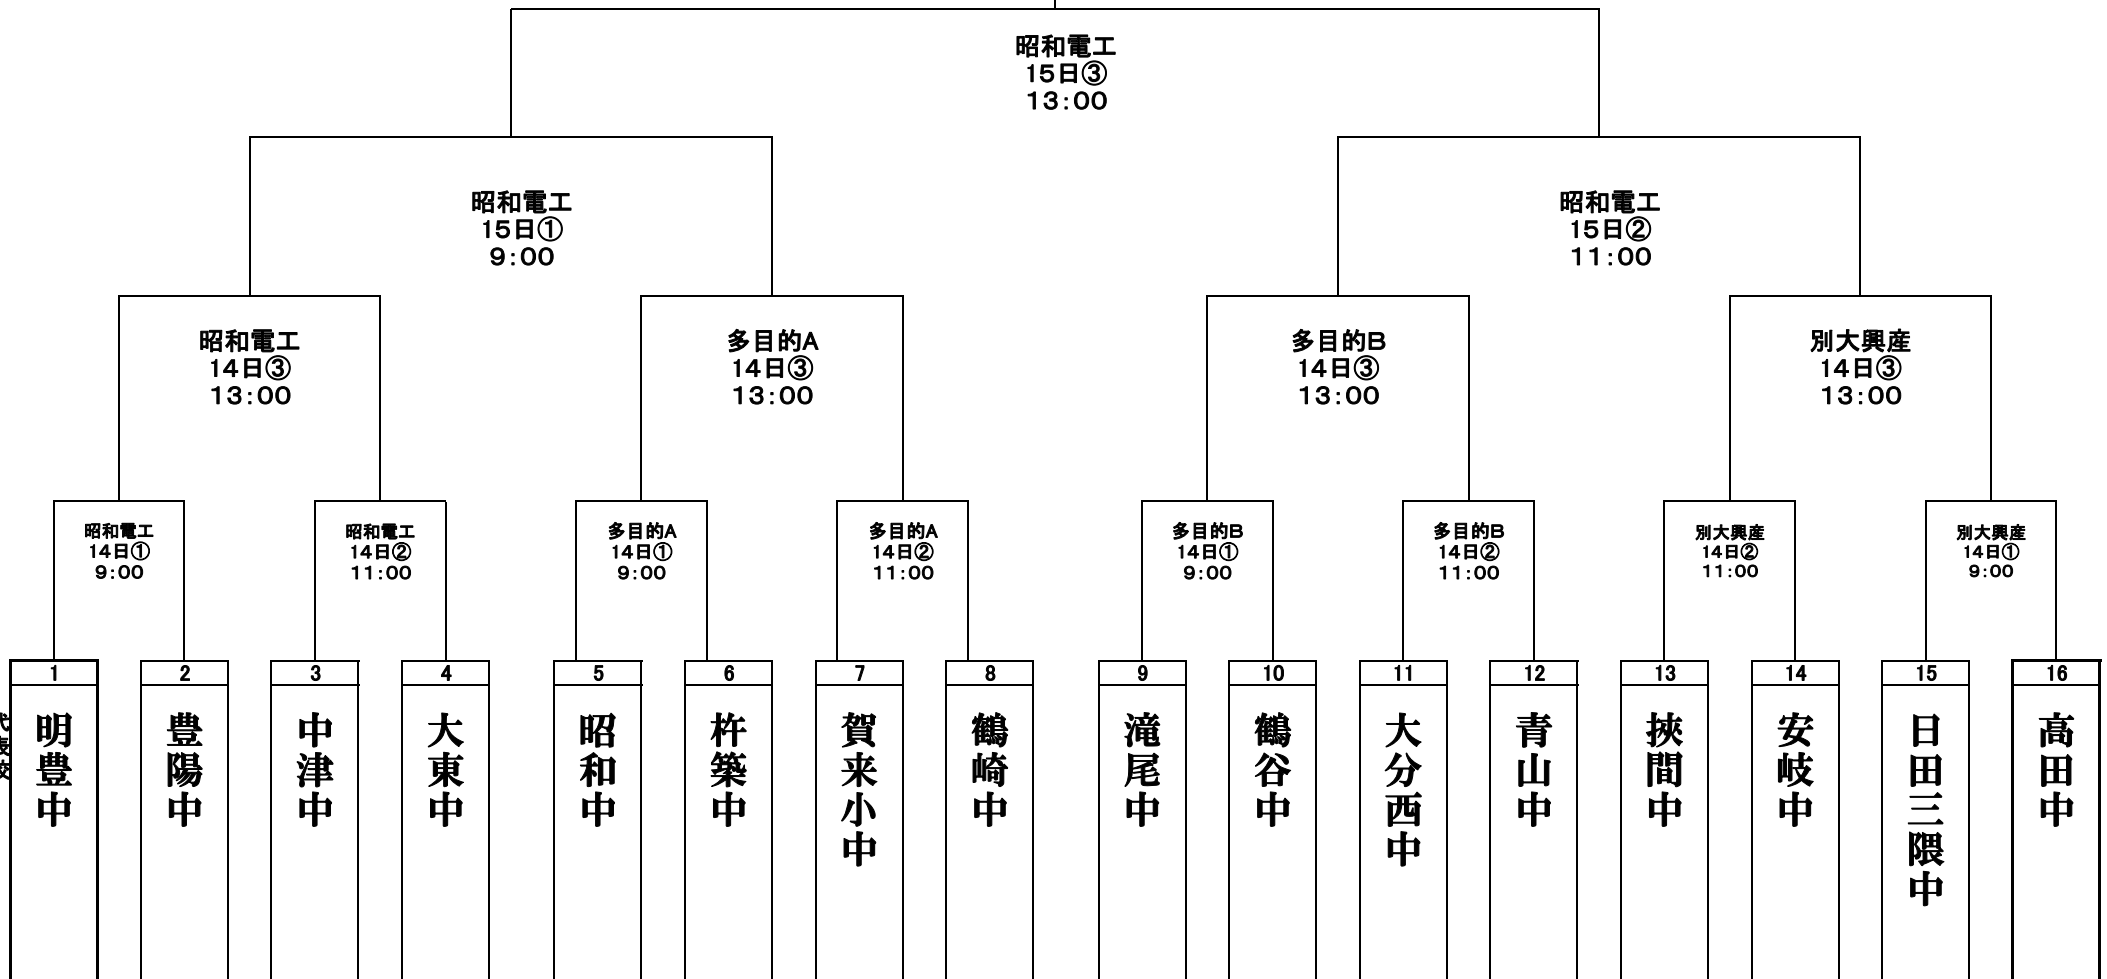 昭和電工
15日③
13:00
昭和電工
15日①
9:00
昭和電工
15日②
11:00
昭和電工
14日③
13:00
多目的A
14日③
13:00
多目的B
14日③
13:00
別大興産
14日③
13:00
昭和電工
14日①
9:00
昭和電工
14日②
11:00
多目的A
14日①
9:00
多目的A
14日②
11:00
多目的B
14日①
9:00
多目的B
14日②
11:00
別大興産
14日②
11:00
別大興産
14日①
9:00
1
明豊中
2
豊陽中
3
中津中
4
大東中
5
昭和中
6
杵築中
7
賀来小中
8
鶴崎中
9
滝尾中
10
鶴谷中
11
大分西中
12
青山中
13
挾間中
14
安岐中
15
日田三隈中
16
高田中